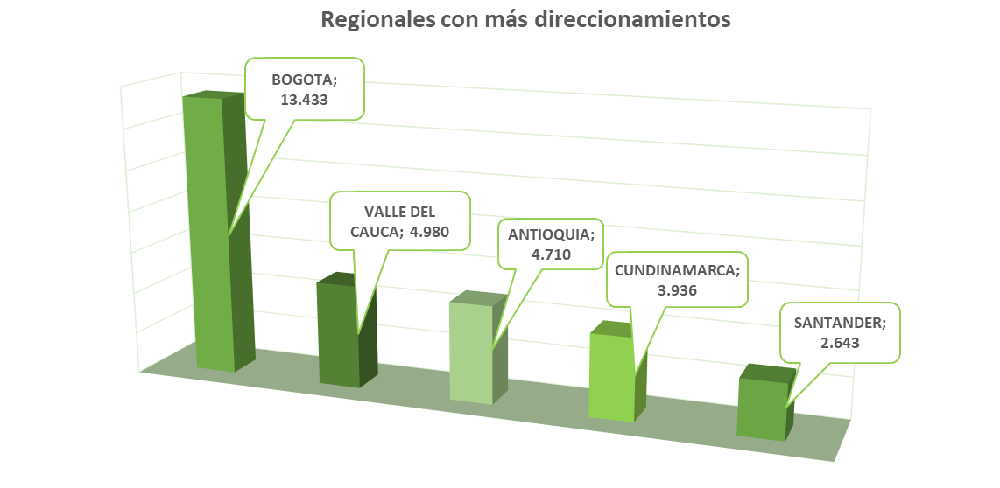 Regionales con más direccionamientos
BOGOTA;
13.433
VALLE DEL
CAUCA; 4.980
ANTIOQUIA;
4.710
CUNDINAMARCA;
3.936
SANTANDER;
2.643